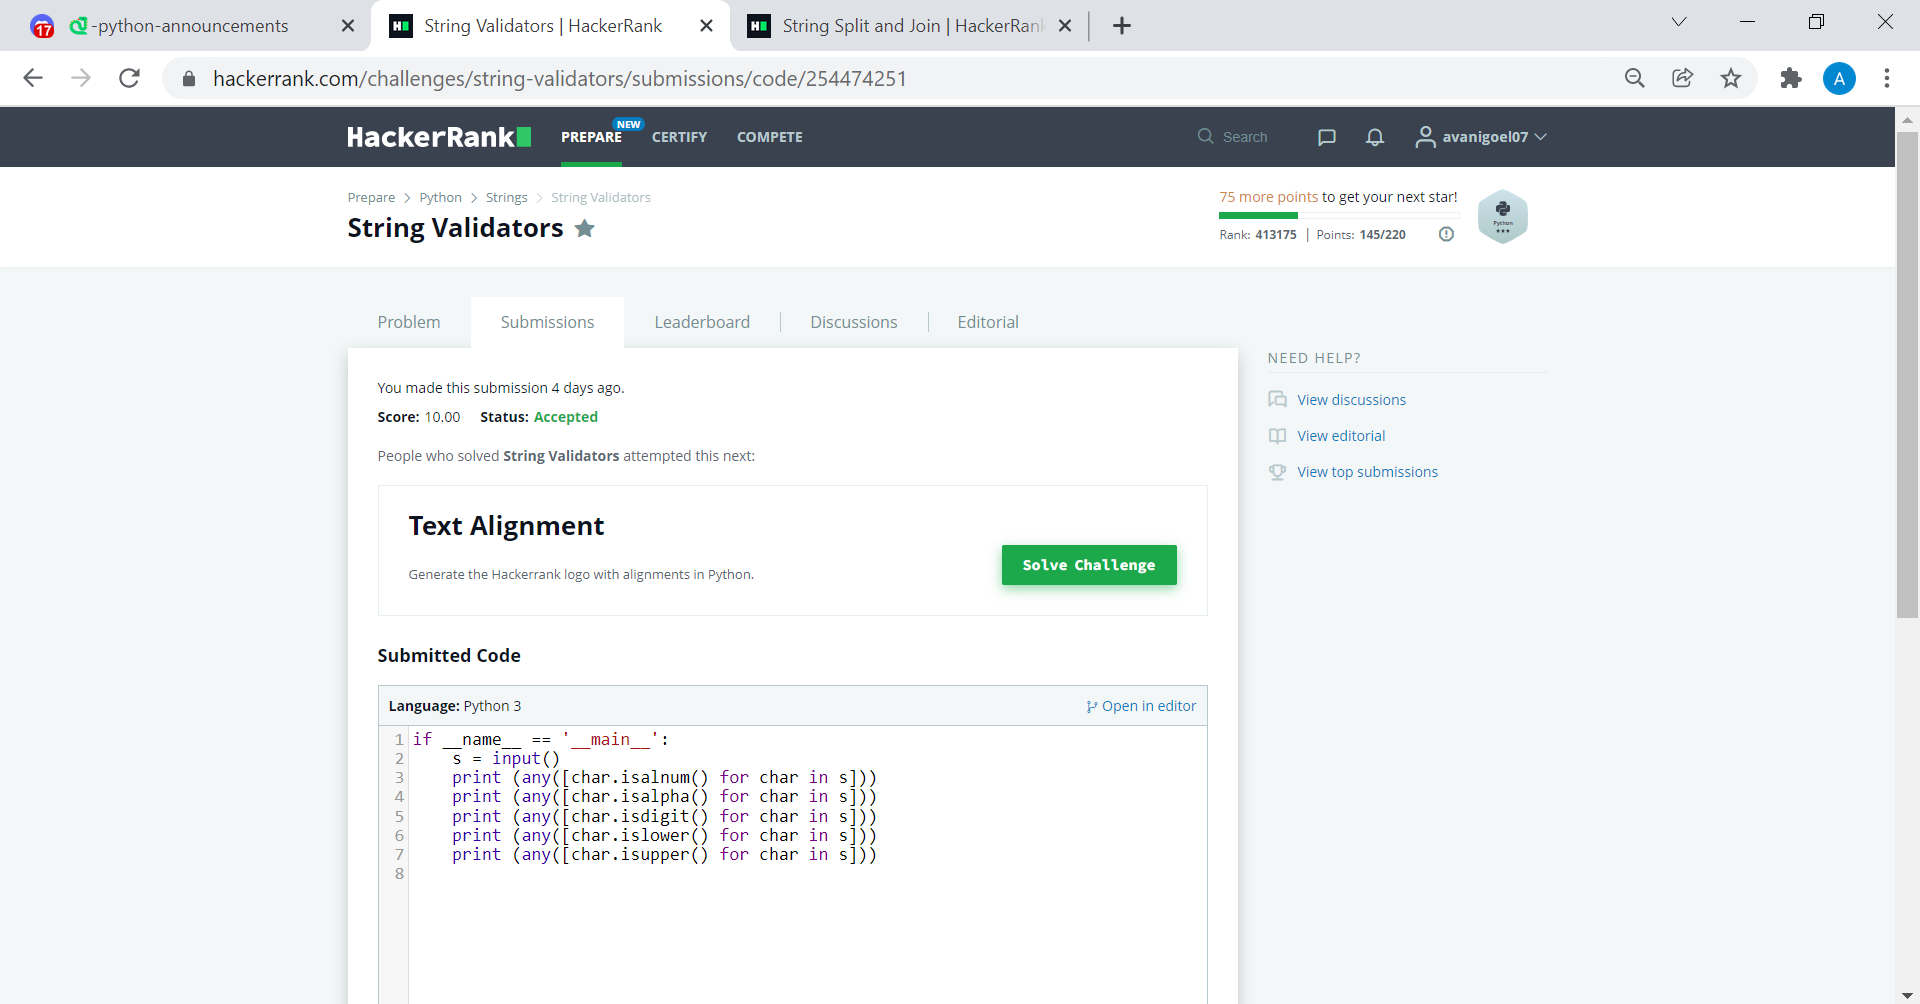 17 -python-announcements
String Validators | HackerRank
String Split and Join | HackerRank
hackerrank.com/challenges/string-validators/submissions/code/254474251
A
HackerRank
PREPARE NEW
CERTIFY
COMPETE
Search
avanigoel07
Prepare > Python > Strings > String Validators
String Validators
75 more points to get your next star!
Rank: 413175 | Points: 145/220
Python
Problem
Submissions
Leaderboard
Discussions
Editorial
NEED HELP?
View discussions
View editorial
View top submissions
You made this submission 4 days ago.
Score: 10.00 Status: Accepted
People who solved String Validators attempted this next:
Text Alignment
Generate the Hackerrank logo with alignments in Python.
Solve Challenge
Submitted Code
Language: Python 3
Open in editor
1 if __name__ == '__main__':
2     s = input()
3     print (any([char.isalnum() for char in s]))
4     print (any([char.isalpha() for char in s]))
5     print (any([char.isdigit() for char in s]))
6     print (any([char.islower() for char in s]))
7     print (any([char.isupper() for char in s]))
8